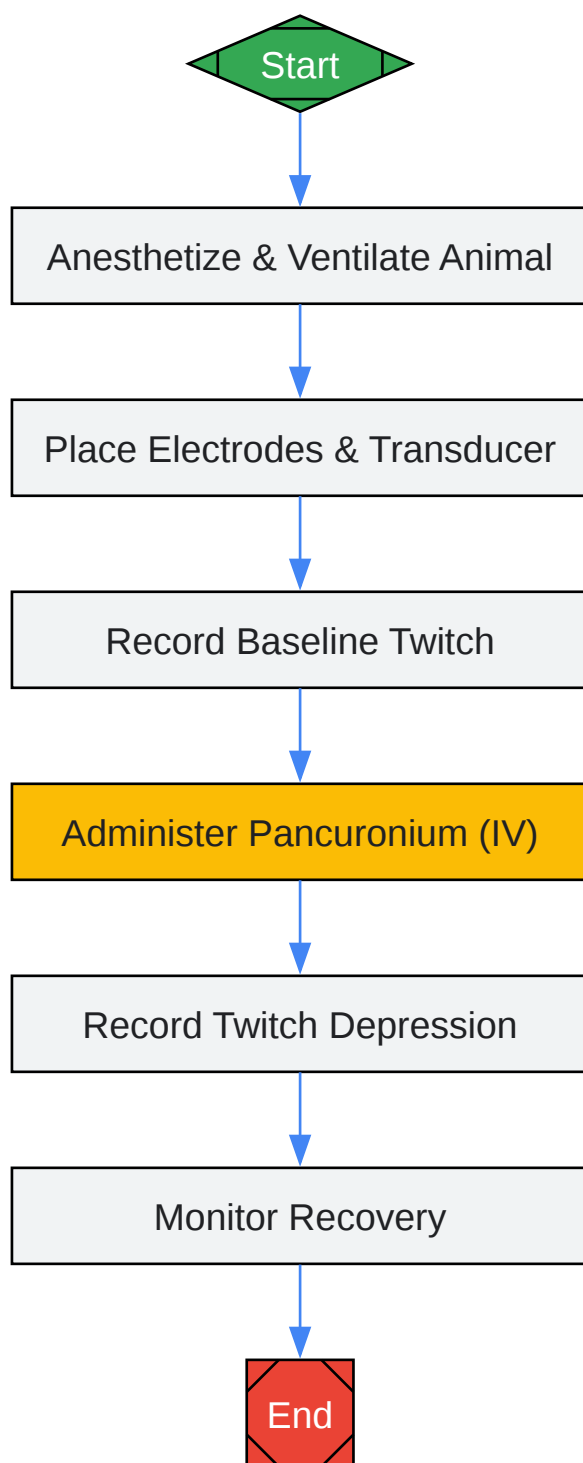 Start
Anesthetize & Ventilate Animal
Place Electrodes & Transducer
Record Baseline Twitch
Administer Pancuronium (IV)
Record Twitch Depression
Monitor Recovery
End